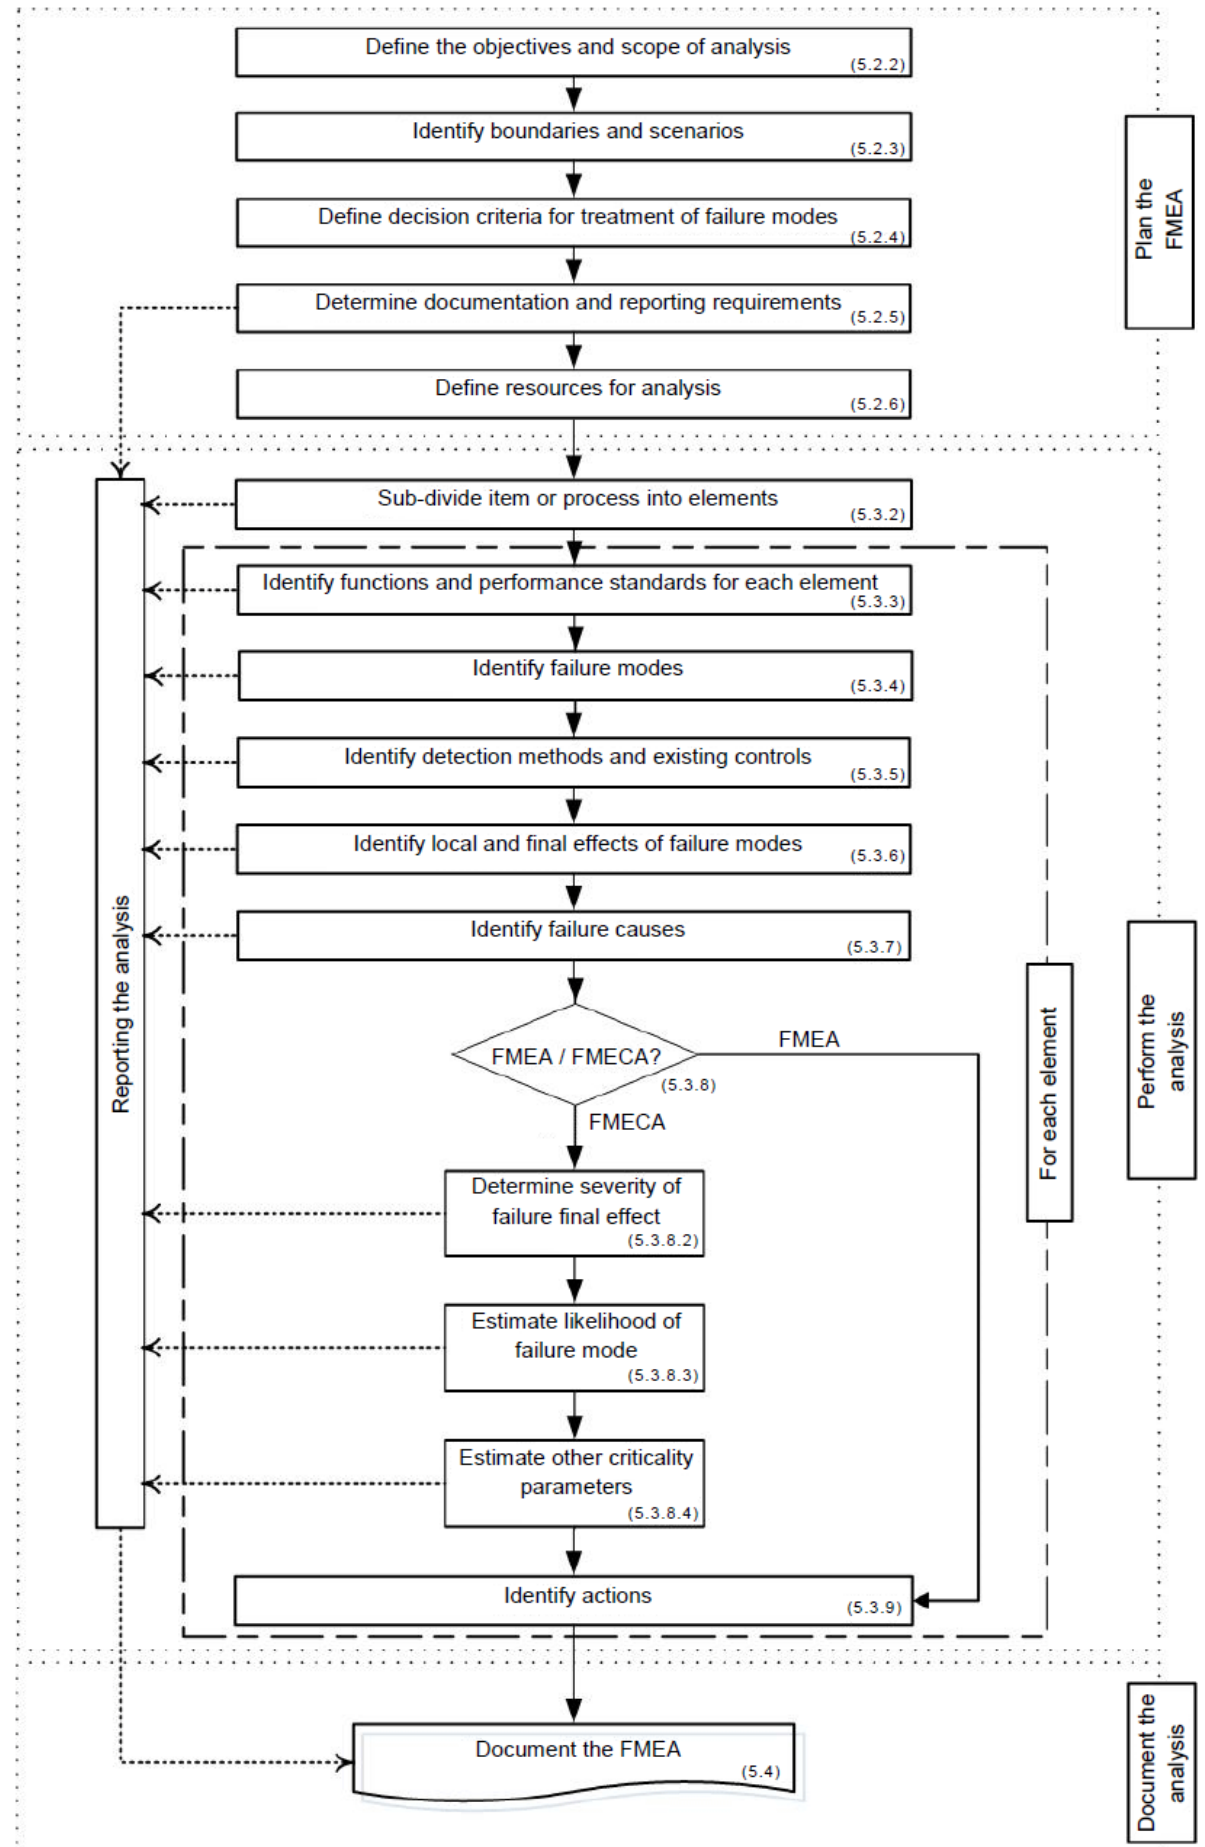 Define the objectives and scope of analysis
(5.2.2)
Identify boundaries and scenarios
(5.2.3)
Define decision criteria for treatment of failure modes
(5.2.4)
Plan the
FMEA
Determine documentation and reporting requirements
(5.2.5)
Define resources for analysis
(5.2.6)
Sub-divide item or process into elements
(5.3.2)
Identify functions and performance standards for each element
(5.3.3)
Identify failure modes
(5.3.4)
Identify detection methods and existing controls
(5.3.5)
Identify local and final effects of failure modes
(5.3.6)
Identify failure causes
(5.3.7)
Reporting the analysis
FMEA / FMECA?
(5.3.8)
FMEA
FMECA
For each element
Perform the
analysis
Determine severity of
failure final effect
(5.3.8.2)
Estimate likelihood of
failure mode
(5.3.8.3)
Estimate other criticality
parameters
(5.3.8.4)
Identify actions
(5.3.9)
Document the FMEA
(5.4)
Document the
analysis